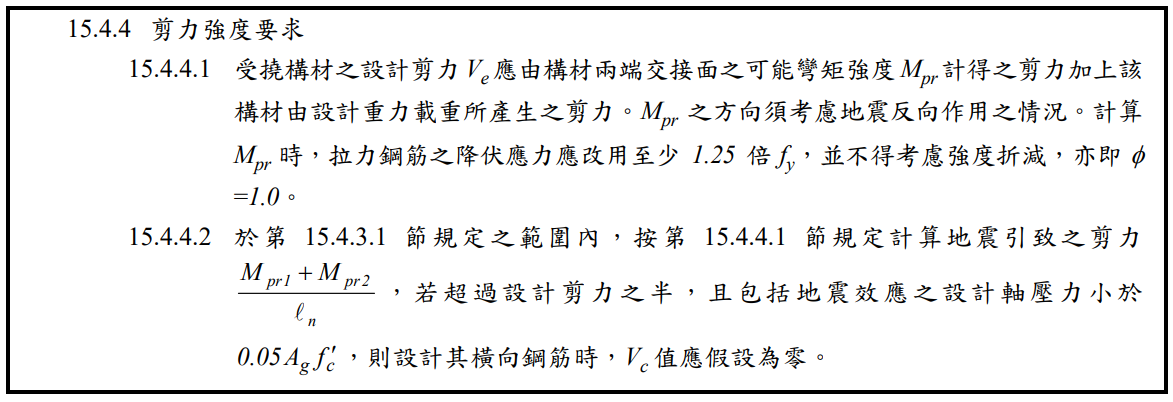 15.4.4 剪力強度要求
15.4.4.1 受撓構材之設計剪力 Ve 應由構材兩端交接面之可能彎矩強度 Mpr 計得之剪力加上該
構材由設計重力載重所產生之剪力。Mpr 之方向須考慮地震反向作用之情況。計算
Mpr 時，拉力鋼筋之降伏應力應改用至少 1.25 倍 fy，並不得考慮強度折減，亦即 ϕ
=1.0。
15.4.4.2 於第 15.4.3.1 節規定之範圍內，按第 15.4.4.1 節規定計算地震引致之剪力
(Mpr1 + Mpr2) / ℓn ，若超過設計剪力之半，且包括地震效應之設計軸壓力小於
0.05 Ag f′c，則設計其橫向鋼筋時，Vc 值應假設為零。